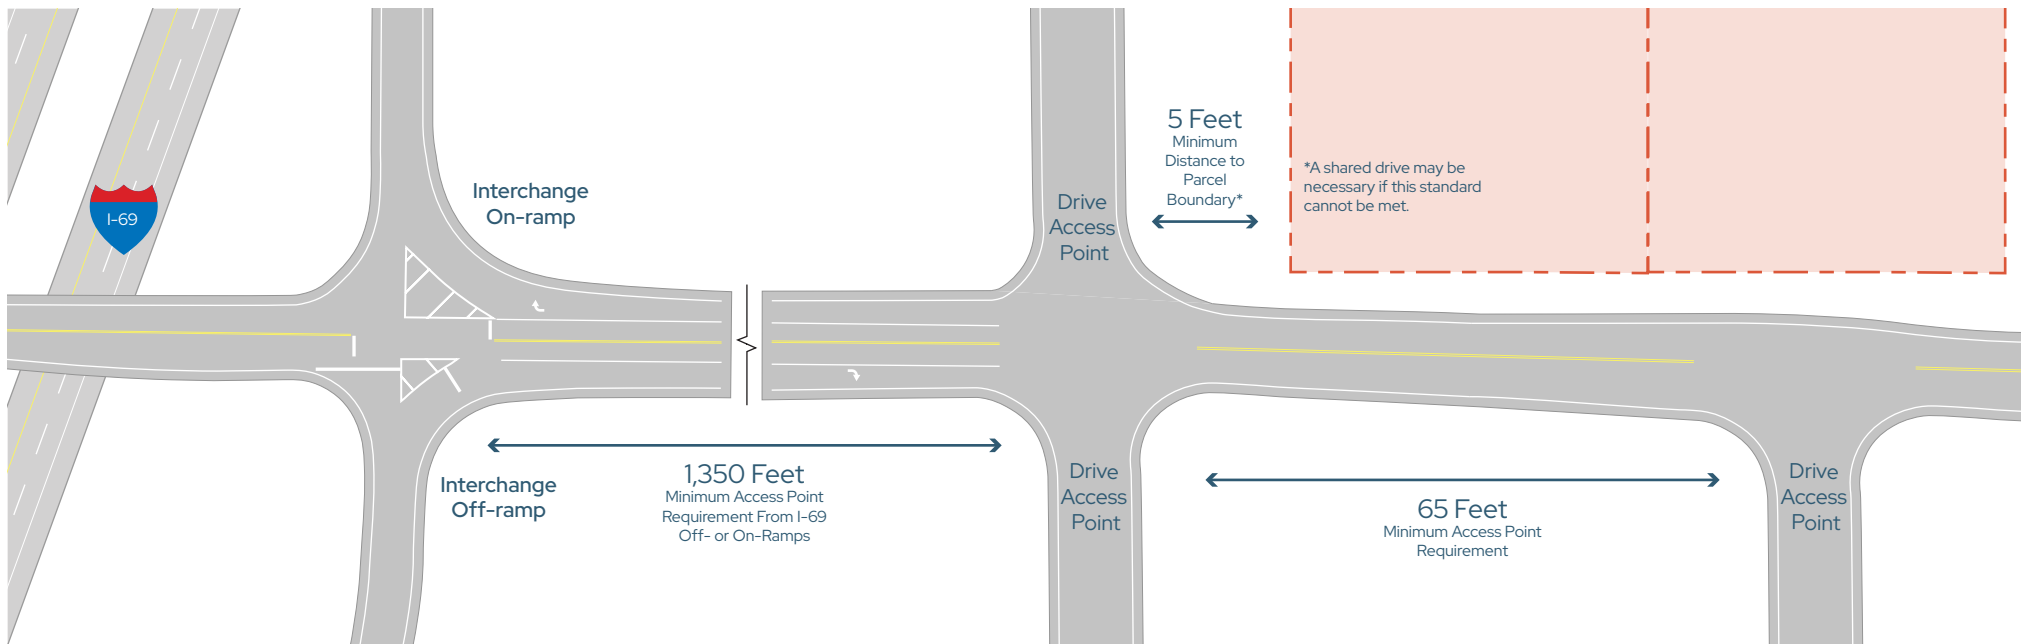 I-69
Interchange
On-ramp
Drive
Access
Point
5 Feet
Minimum
Distance to
Parcel
Boundary*
*A shared drive may be
necessary if this standard
cannot be met.
Interchange
Off-ramp
1,350 Feet
Minimum Access Point
Requirement From I-69
Off- or On-Ramps
Drive
Access
Point
65 Feet
Minimum Access Point
Requirement
Drive
Access
Point